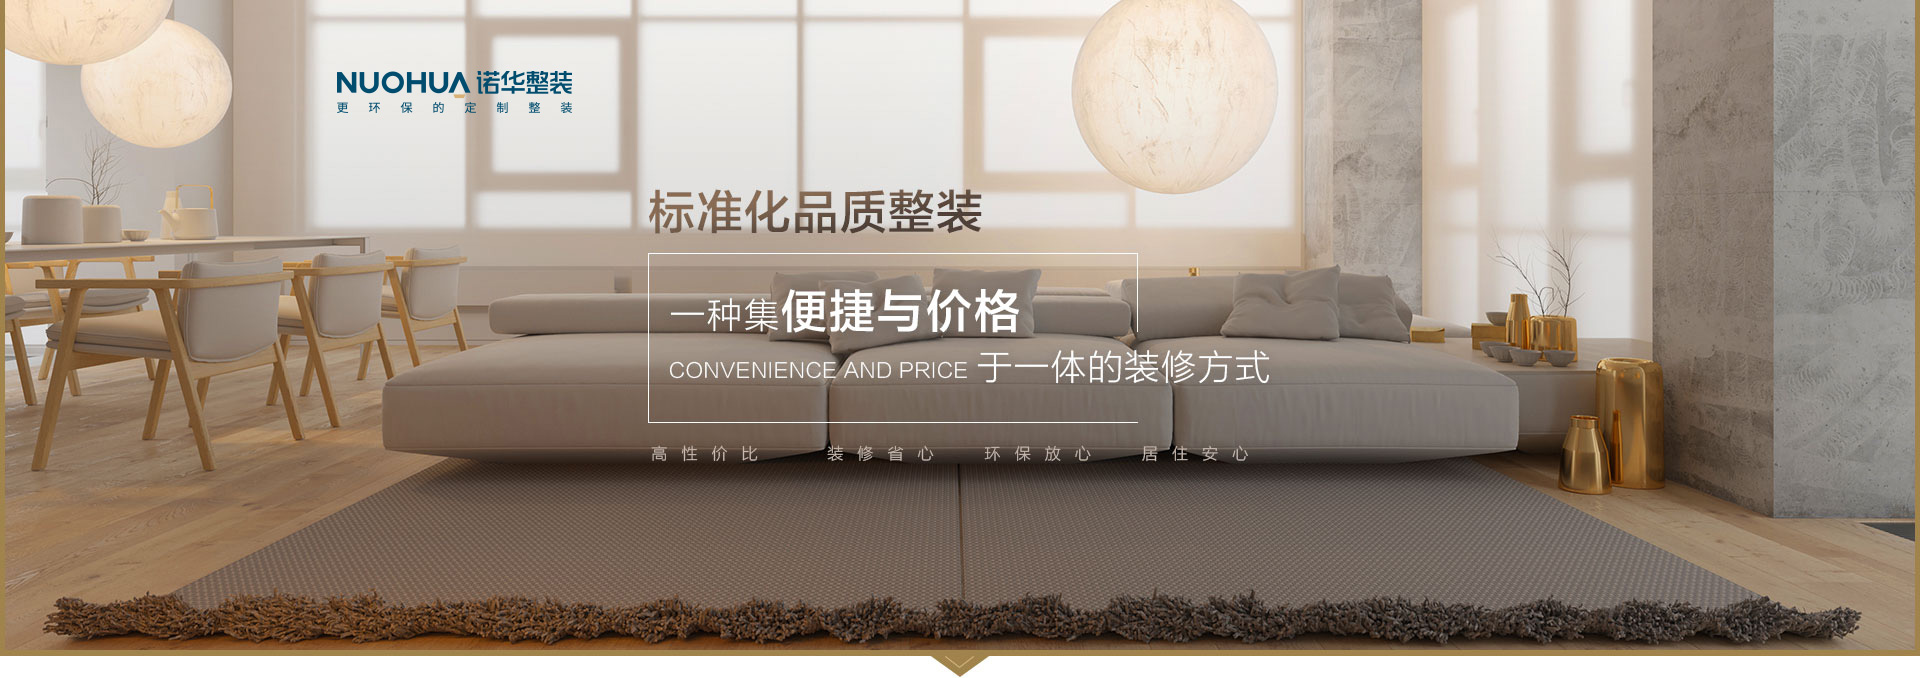 NUOHUA 诺华整装
更环保的定制整装
标准化品质整装
一种集便捷与价格
CONVENIENCE AND PRICE 于一体的装修方式
高性价比 装修省心 环保放心 居住安心